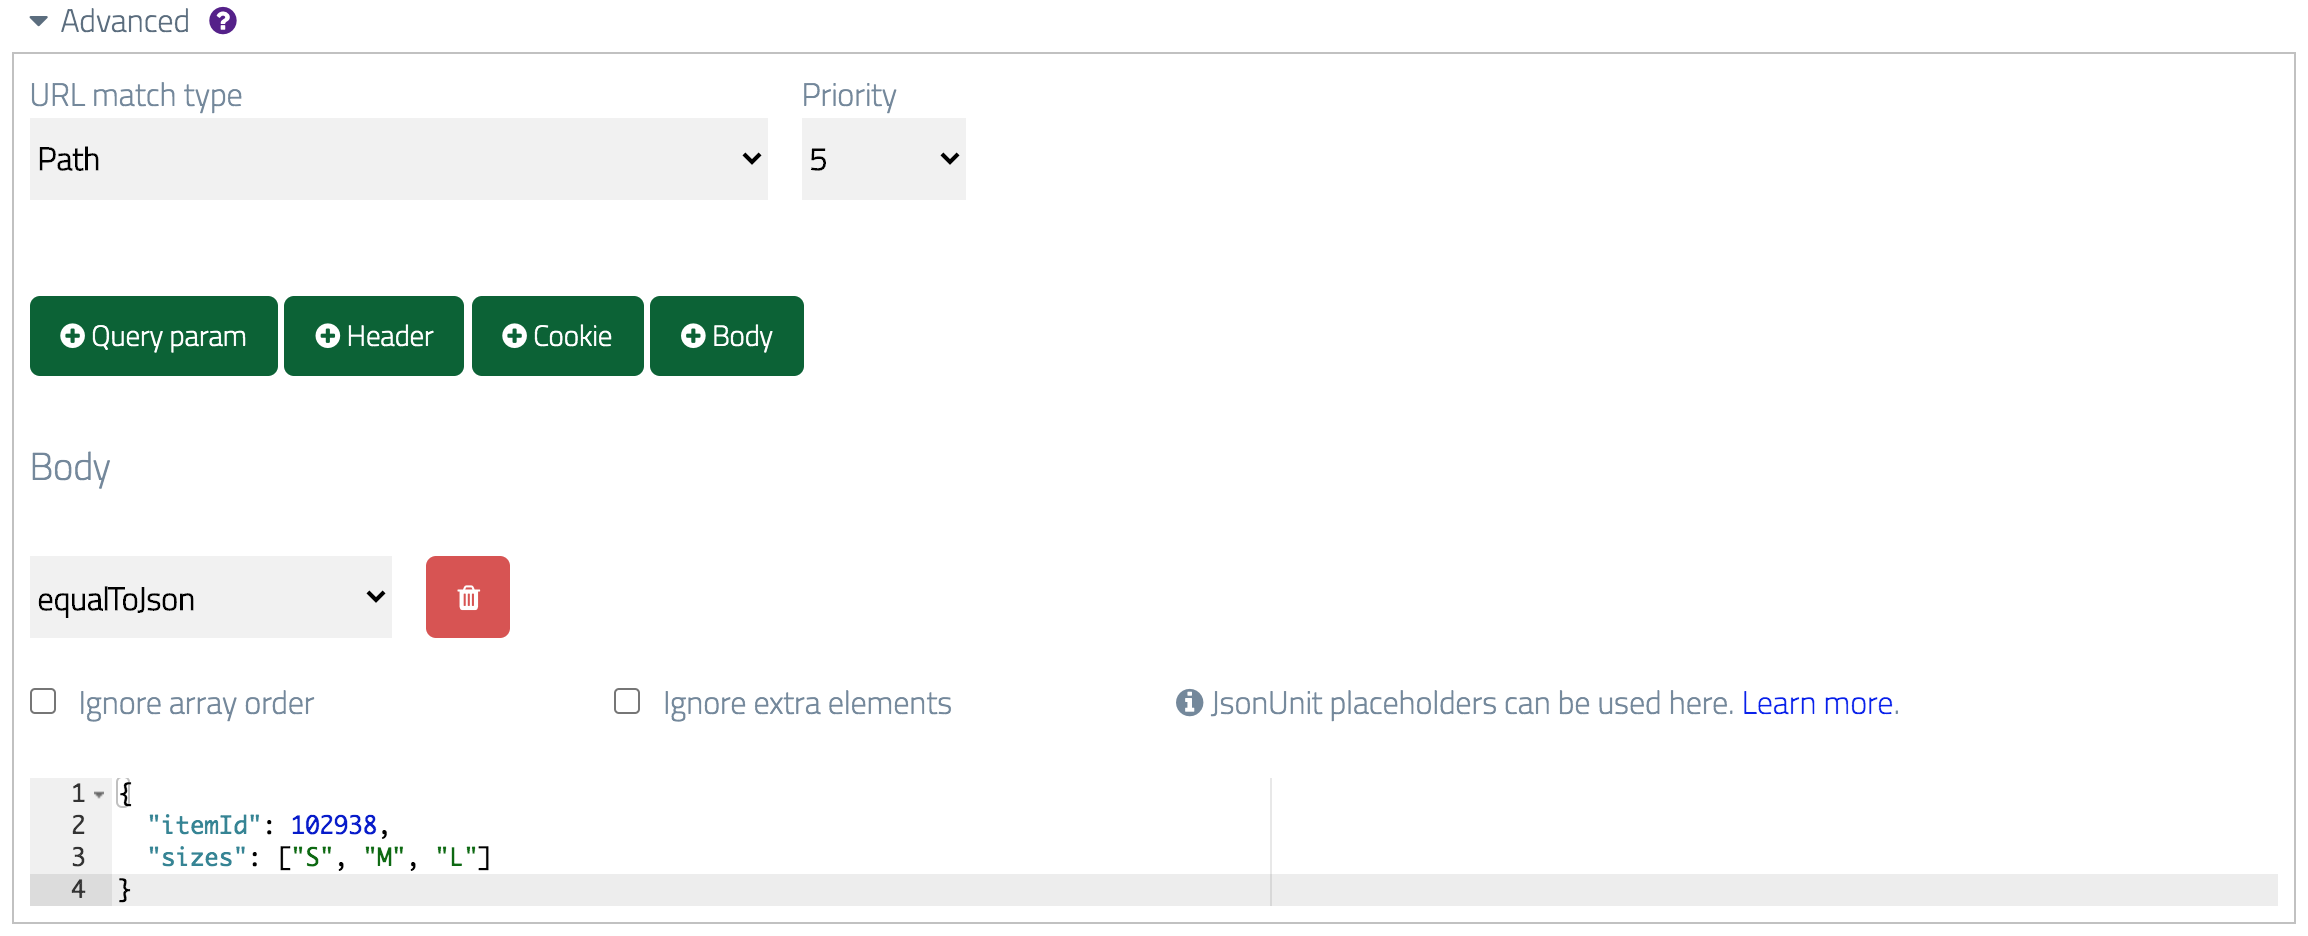 Advanced
URL match type Priority
Path 5
Query param Header Cookie Body
Body
equalToJson
Ignore array order Ignore extra elements JsonUnit placeholders can be used here. Learn more.
1 {
2 "itemId": 102938,
3 "sizes": ["S", "M", "L"]
4 }